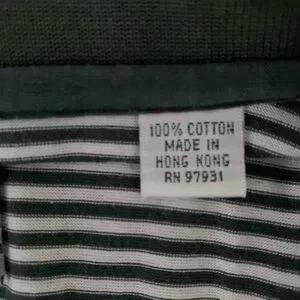 100% COTTON
MADE IN
HONG KONG
RN 97931